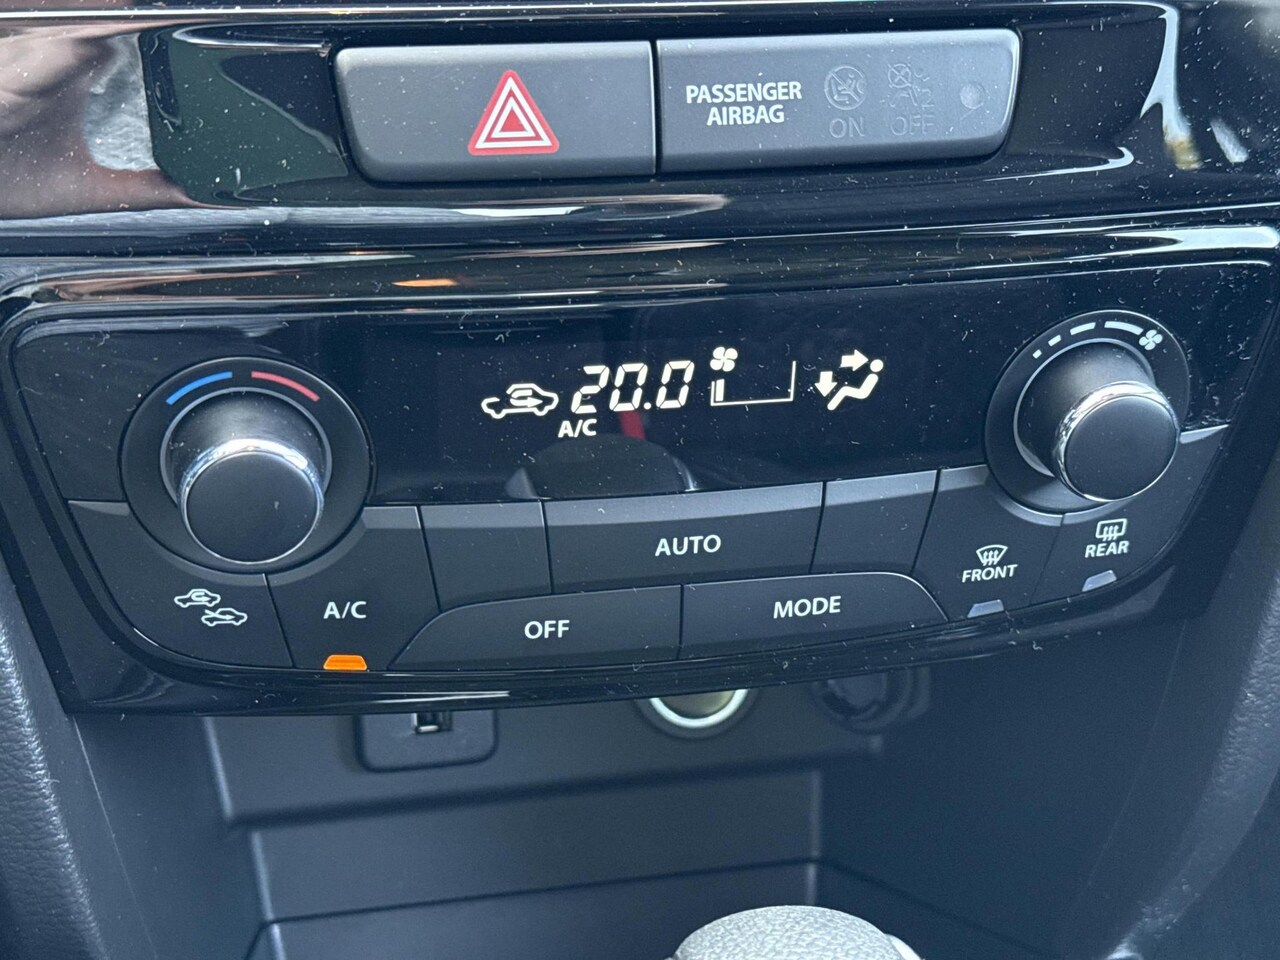 PASSENGER
AIRBAG
ON
OFF
20.0
A/C
AUTO
FRONT
REAR
A/C
OFF
MODE